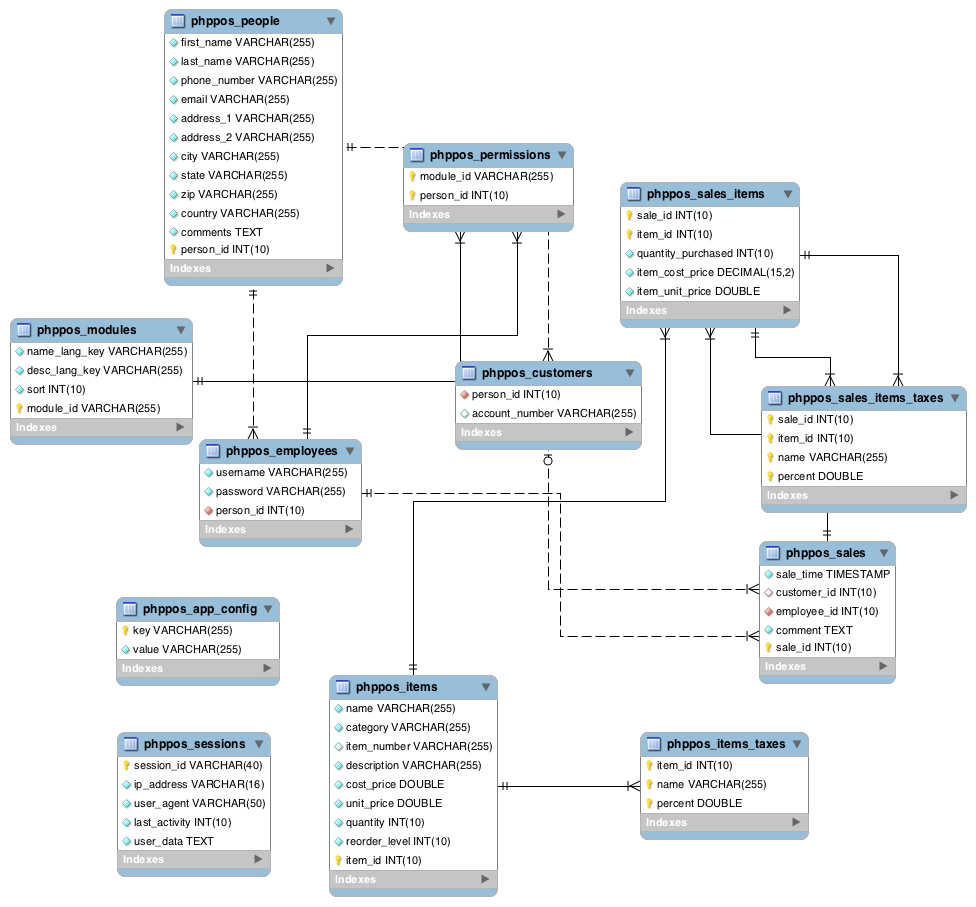 phppos_people
first_name VARCHAR(255)
last_name VARCHAR(255)
phone_number VARCHAR(255)
email VARCHAR(255)
address_1 VARCHAR(255)
address_2 VARCHAR(255)
city VARCHAR(255)
state VARCHAR(255)
zip VARCHAR(255)
country VARCHAR(255)
comments TEXT
person_id INT(10)
Indexes
phppos_permissions
module_id VARCHAR(255)
person_id INT(10)
Indexes
phppos_sales_items
sale_id INT(10)
item_id INT(10)
quantity_purchased INT(10)
item_cost_price DECIMAL(15,2)
item_unit_price DOUBLE
Indexes
phppos_modules
name_lang_key VARCHAR(255)
desc_lang_key VARCHAR(255)
sort INT(10)
module_id VARCHAR(255)
Indexes
phppos_customers
person_id INT(10)
account_number VARCHAR(255)
Indexes
phppos_sales_items_taxes
sale_id INT(10)
item_id INT(10)
name VARCHAR(255)
percent DOUBLE
Indexes
phppos_employees
username VARCHAR(255)
password VARCHAR(255)
person_id INT(10)
Indexes
phppos_sales
sale_time TIMESTAMP
customer_id INT(10)
employee_id INT(10)
comment TEXT
sale_id INT(10)
Indexes
phppos_app_config
key VARCHAR(255)
value VARCHAR(255)
Indexes
phppos_items
name VARCHAR(255)
category VARCHAR(255)
item_number VARCHAR(255)
description VARCHAR(255)
cost_price DOUBLE
unit_price DOUBLE
quantity INT(10)
reorder_level INT(10)
item_id INT(10)
Indexes
phppos_sessions
session_id VARCHAR(40)
ip_address VARCHAR(16)
user_agent VARCHAR(50)
last_activity INT(10)
user_data TEXT
Indexes
phppos_items_taxes
item_id INT(10)
name VARCHAR(255)
percent DOUBLE
Indexes